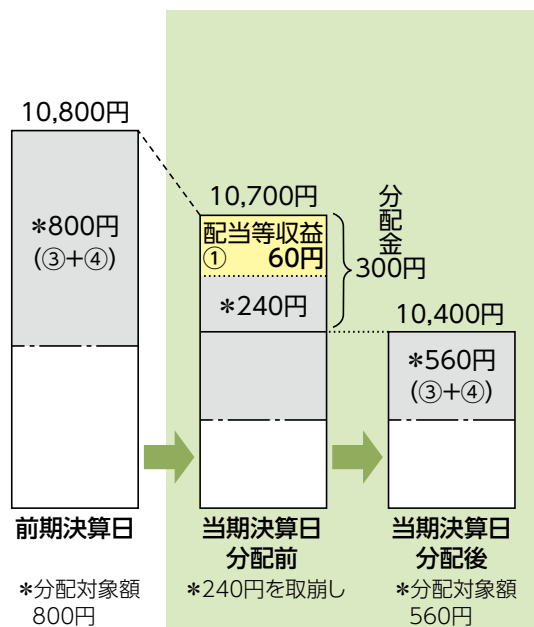 10,800円
*800円
(③+④)
前期決算日
*分配対象額
800円
10,700円
配当等収益
① 60円
*240円
分配金
300円
当期決算日
分配前
*240円を取崩し
10,400円
*560円
(③+④)
当期決算日
分配後
*分配対象額
560円